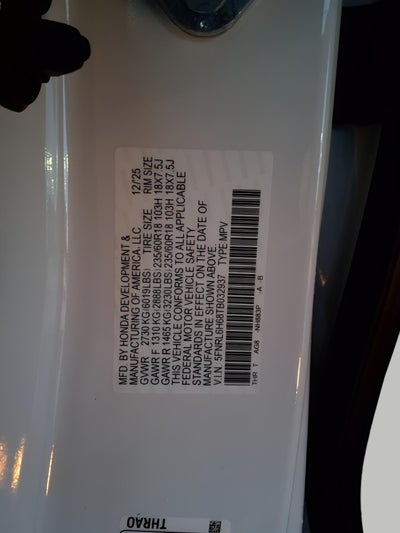 MFD. BY HONDA DEVELOPMENT &
MANUFACTURING OF AMERICA, LLC 12/'25
GVWR 2730 KG(6019LBS) TIRE SIZE RIM SIZE
GAWR F 1310 KG(2888LBS)235/60R18 103H 18X7.5J
GAWR R 1465 KG(3230LBS)235/60R18 103H 18X7.5J
THIS VEHICLE CONFORMS TO ALL APPLICABLE
FEDERAL MOTOR VEHICLE SAFETY
STANDARDS IN EFFECT ON THE DATE OF
MANUFACTURE SHOWN ABOVE.
V.I.N. 5FNRL6H68TB032837 TYPE MPV
THR T AG8 -NH883P .A -B
THRA0